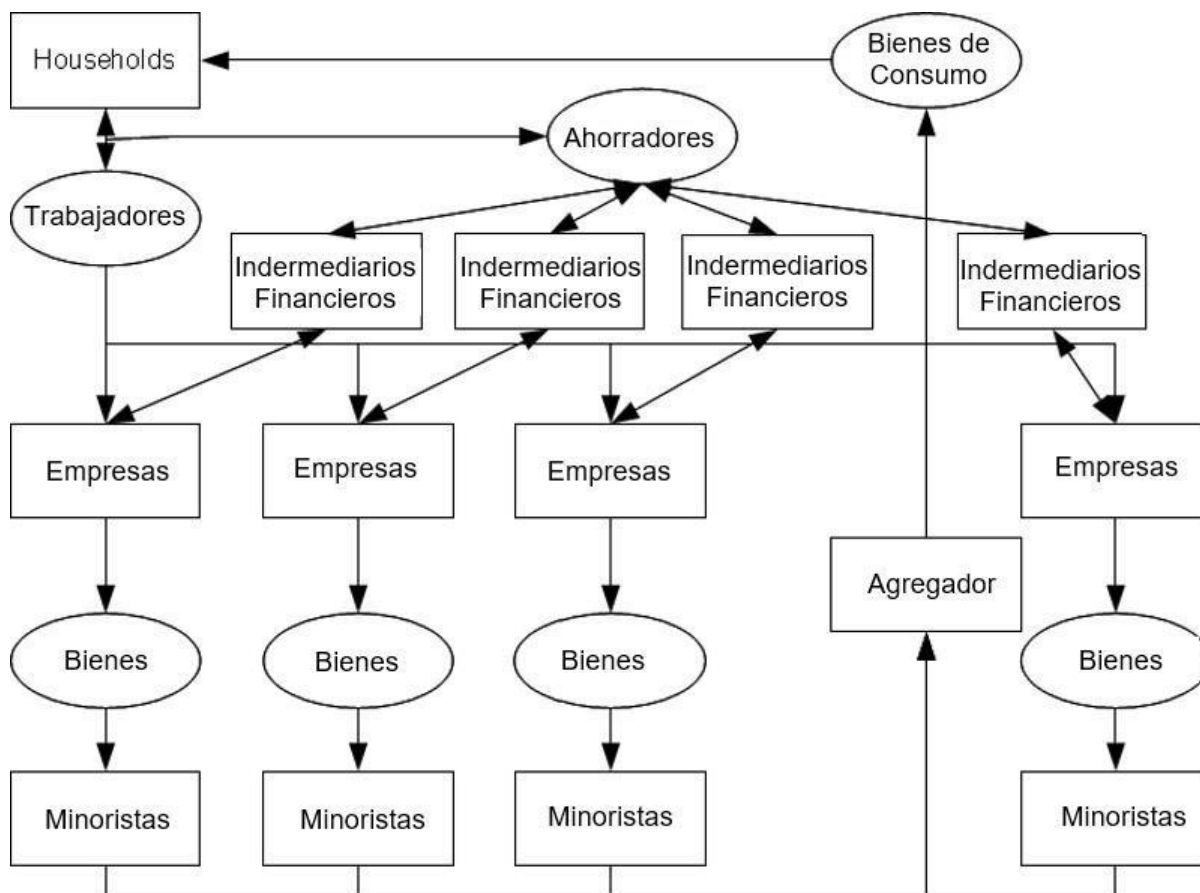 Households
Bienes de
Consumo
Ahorradores
Trabajadores
Indermediarios
Financieros
Indermediarios
Financieros
Indermediarios
Financieros
Indermediarios
Financieros
Empresas
Empresas
Empresas
Empresas
Agregador
Bienes
Bienes
Bienes
Bienes
Minoristas
Minoristas
Minoristas
Minoristas